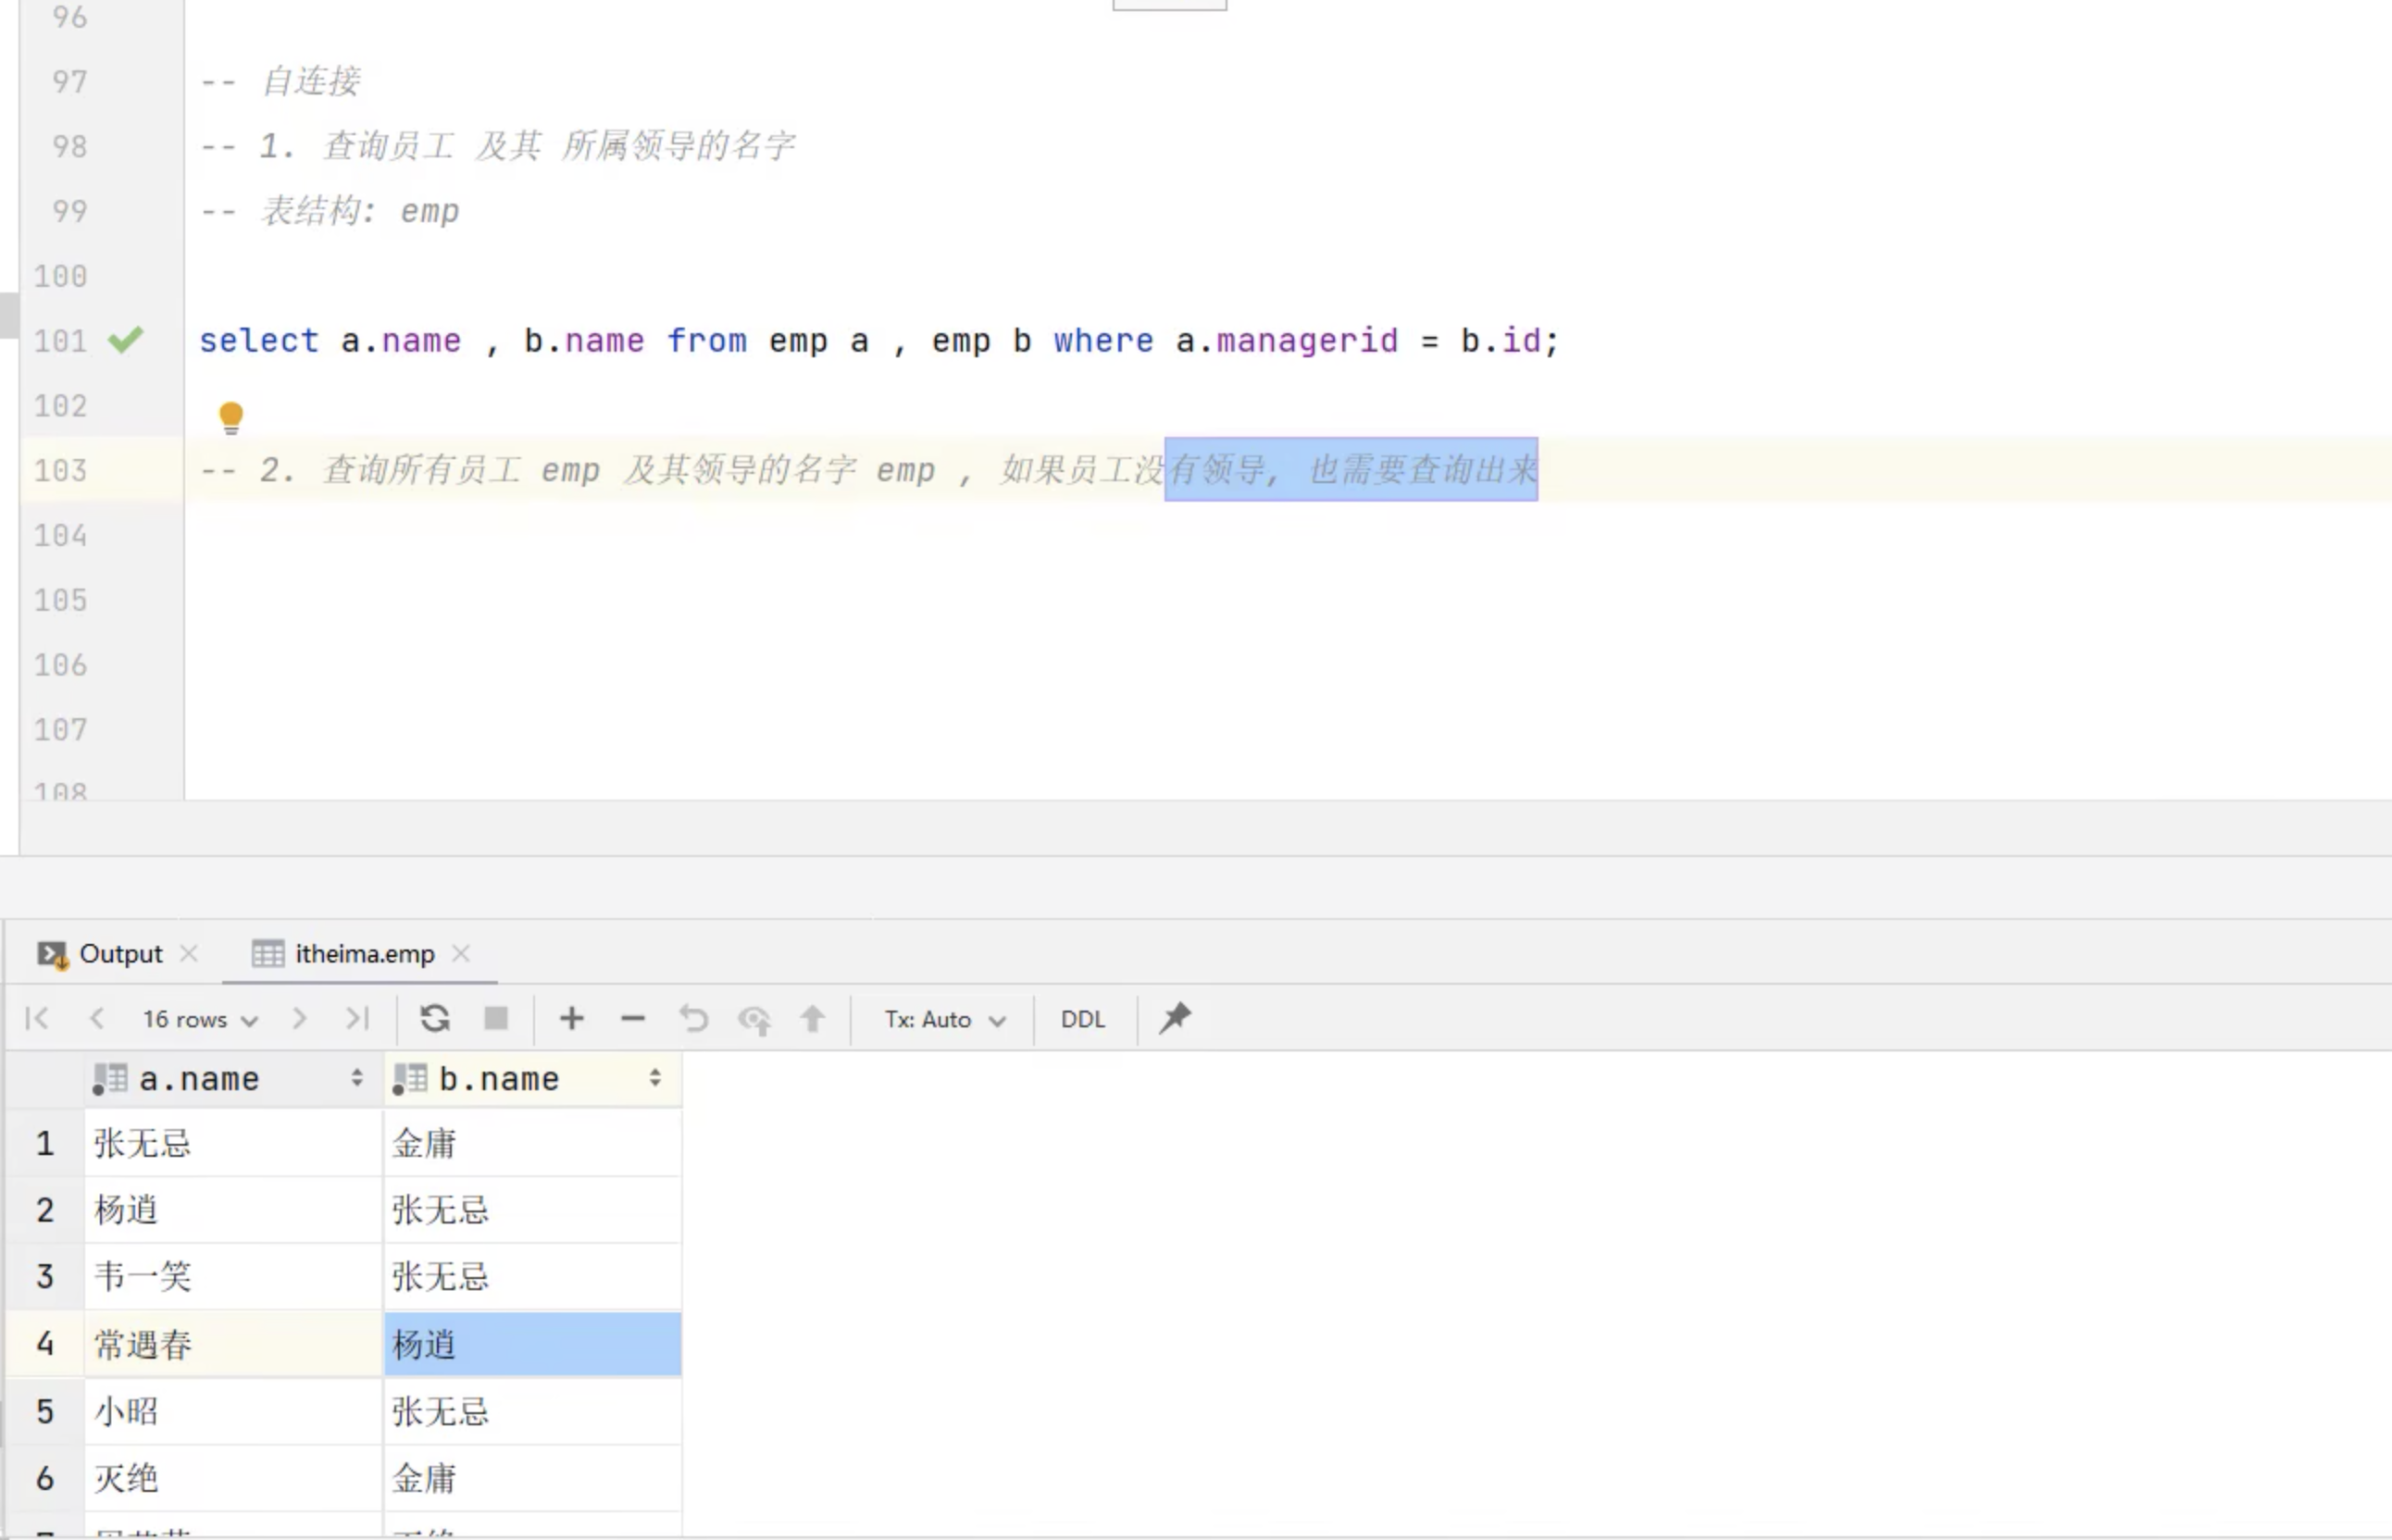 96
97 -- 自连接
98 -- 1. 查询员工 及其 所属领导的名字
99 -- 表结构: emp
100
101 select a.name , b.name from emp a , emp b where a.managerid = b.id;
102
103 -- 2. 查询所有员工 emp 及其领导的名字 emp , 如果员工没有领导, 也需要查询出来
104
105
106
107
108
Output itheima.emp
16 rows Tx: Auto DDL
a.name b.name
1 张无忌 金庸
2 杨逍 张无忌
3 韦一笑 张无忌
4 常遇春 杨逍
5 小昭 张无忌
6 灭绝 金庸